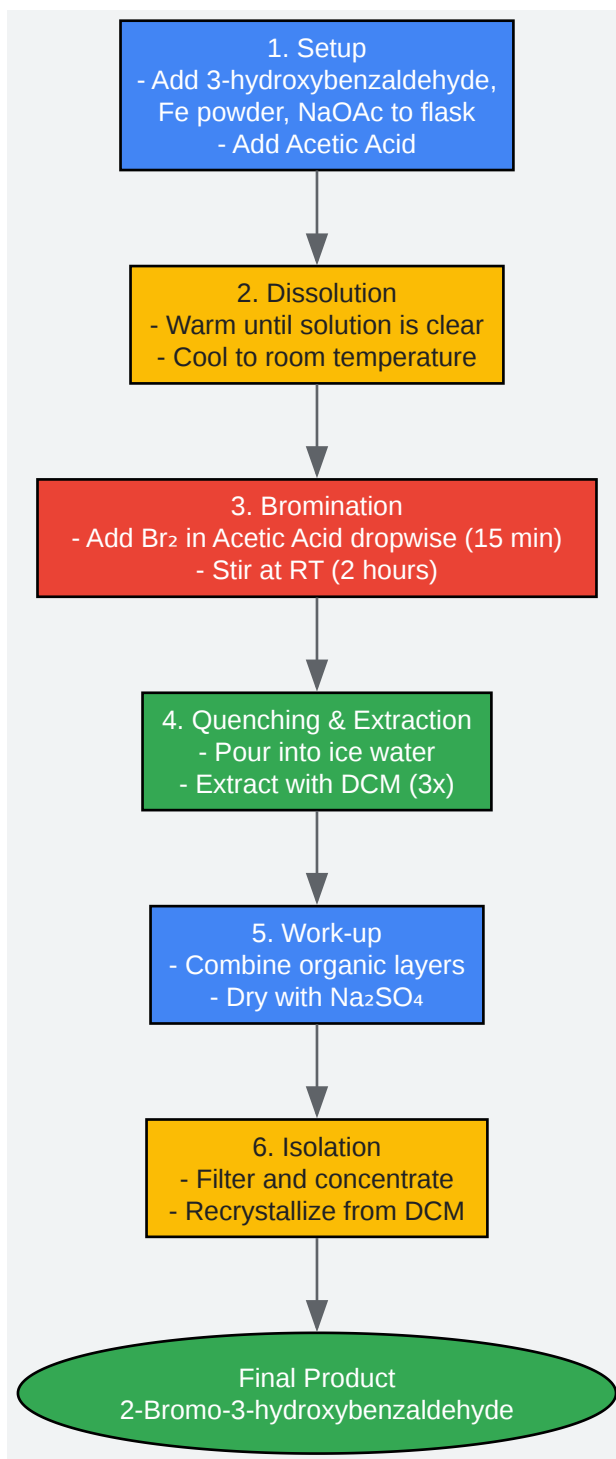 1. Setup
- Add 3-hydroxybenzaldehyde,
Fe powder, NaOAc to flask
- Add Acetic Acid
2. Dissolution
- Warm until solution is clear
- Cool to room temperature
3. Bromination
- Add Br₂ in Acetic Acid dropwise (15 min)
- Stir at RT (2 hours)
4. Quenching & Extraction
- Pour into ice water
- Extract with DCM (3x)
5. Work-up
- Combine organic layers
- Dry with Na₂SO₄
6. Isolation
- Filter and concentrate
- Recrystallize from DCM
Final Product
2-Bromo-3-hydroxybenzaldehyde